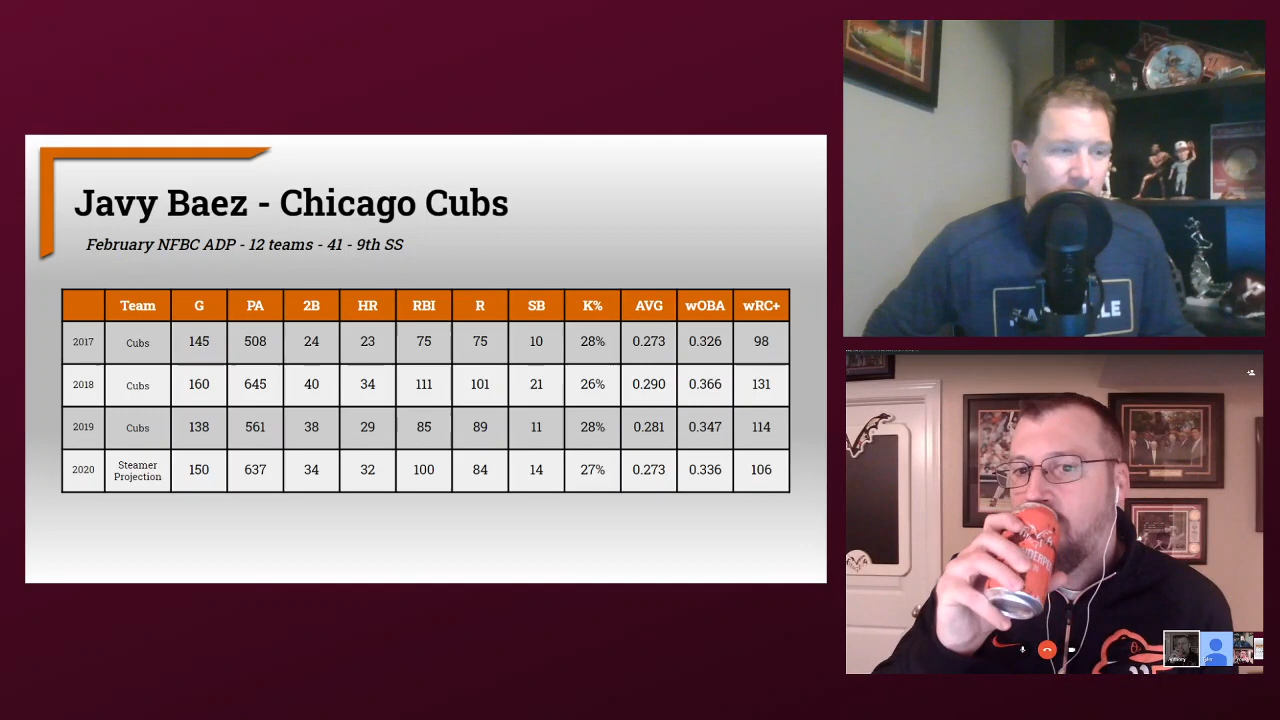 Javy Baez - Chicago Cubs
February NFBC ADP - 12 teams - 41 - 9th SS
Team G PA 2B HR RBI R SB K% AVG wOBA wRC+
2017 Cubs 145 508 24 23 75 75 10 28% 0.273 0.326 98
2018 Cubs 160 645 40 34 111 101 21 26% 0.290 0.366 131
2019 Cubs 138 561 38 29 85 89 11 28% 0.281 0.347 114
2020 Steamer Projection 150 637 34 32 100 84 14 27% 0.273 0.336 106
Anthony